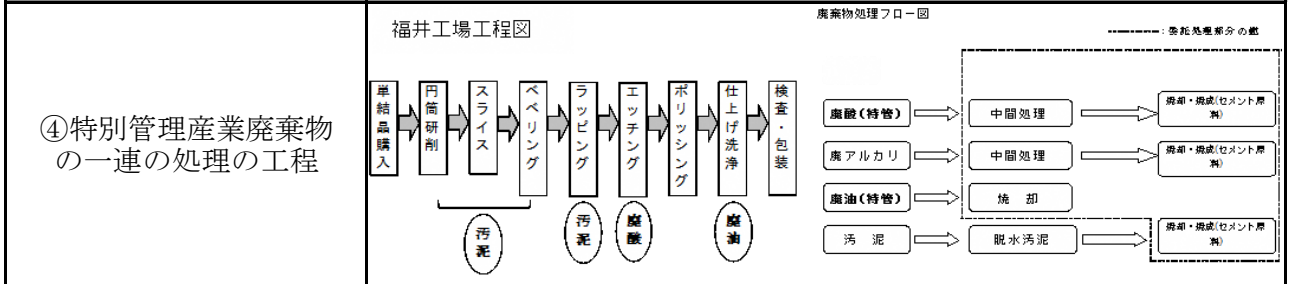 ④特別管理産業廃棄物
の一連の処理の工程
福井工場工程図
単結晶購入
円筒研削
スライス
ベベリング
ラッピング
エッチング
ポリッシング
仕上げ洗浄
検査・包装
汚泥
汚泥
廃酸
廃油
廃棄物処理フロー図
：委託処理部分の範
廃酸(特管)
中間処理
焼却・焼成(セメント原
料)
廃アルカリ
中間処理
焼却・焼成(セメント原
料)
廃油(特管)
焼却
汚泥
脱水汚泥
焼却・焼成(セメント原
料)